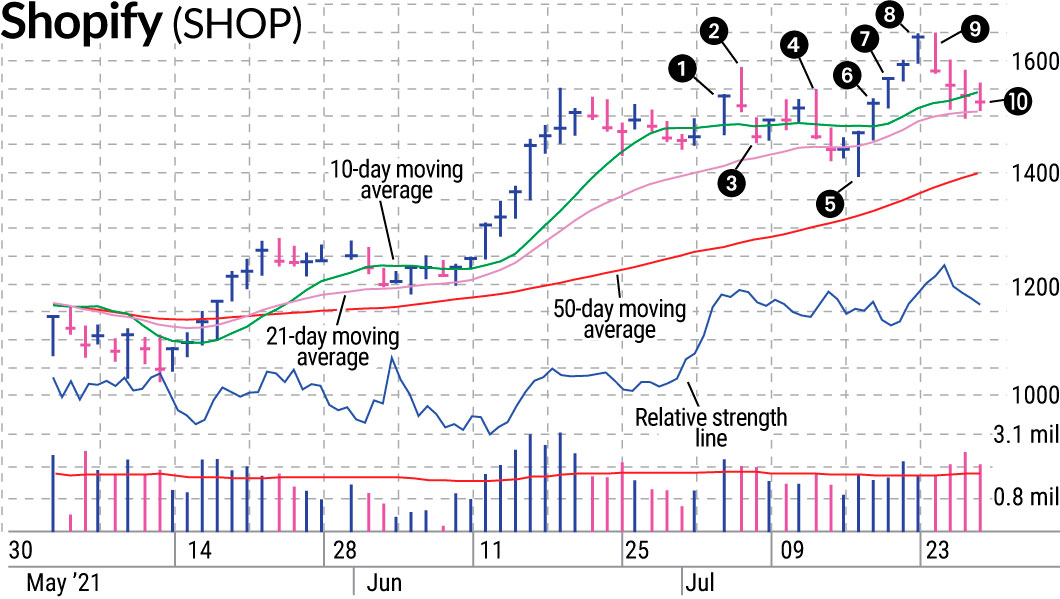 Shopify (SHOP)
8
2
9
7
4
1
1600
6
10
10-day moving
average
3
1400
5
1200
50-day moving
average
21-day moving
average
1000
Relative strength
line
3.1 mil
0.8 mil
30 14 28 11 25 09 23
May ’21 Jun Jul